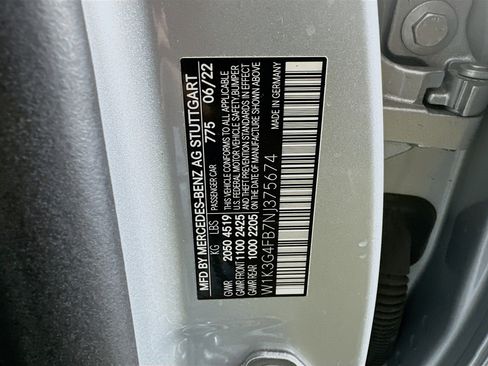 MFD BY MERCEDES-BENZ AG STUTTGART
PASSENGER CAR 775 06/22
KG LBS
GVWR 2050 4519
GAWR FRONT 1100 2425
GAWR REAR 1000 2205
THIS VEHICLE CONFORMS TO ALL APPLICABLE
U.S. FEDERAL MOTOR VEHICLE SAFETY, BUMPER
AND THEFT PREVENTION STANDARDS IN EFFECT
ON THE DATE OF MANUFACTURE SHOWN ABOVE
W1K3G4FB7NJ375674 MADE IN GERMANY